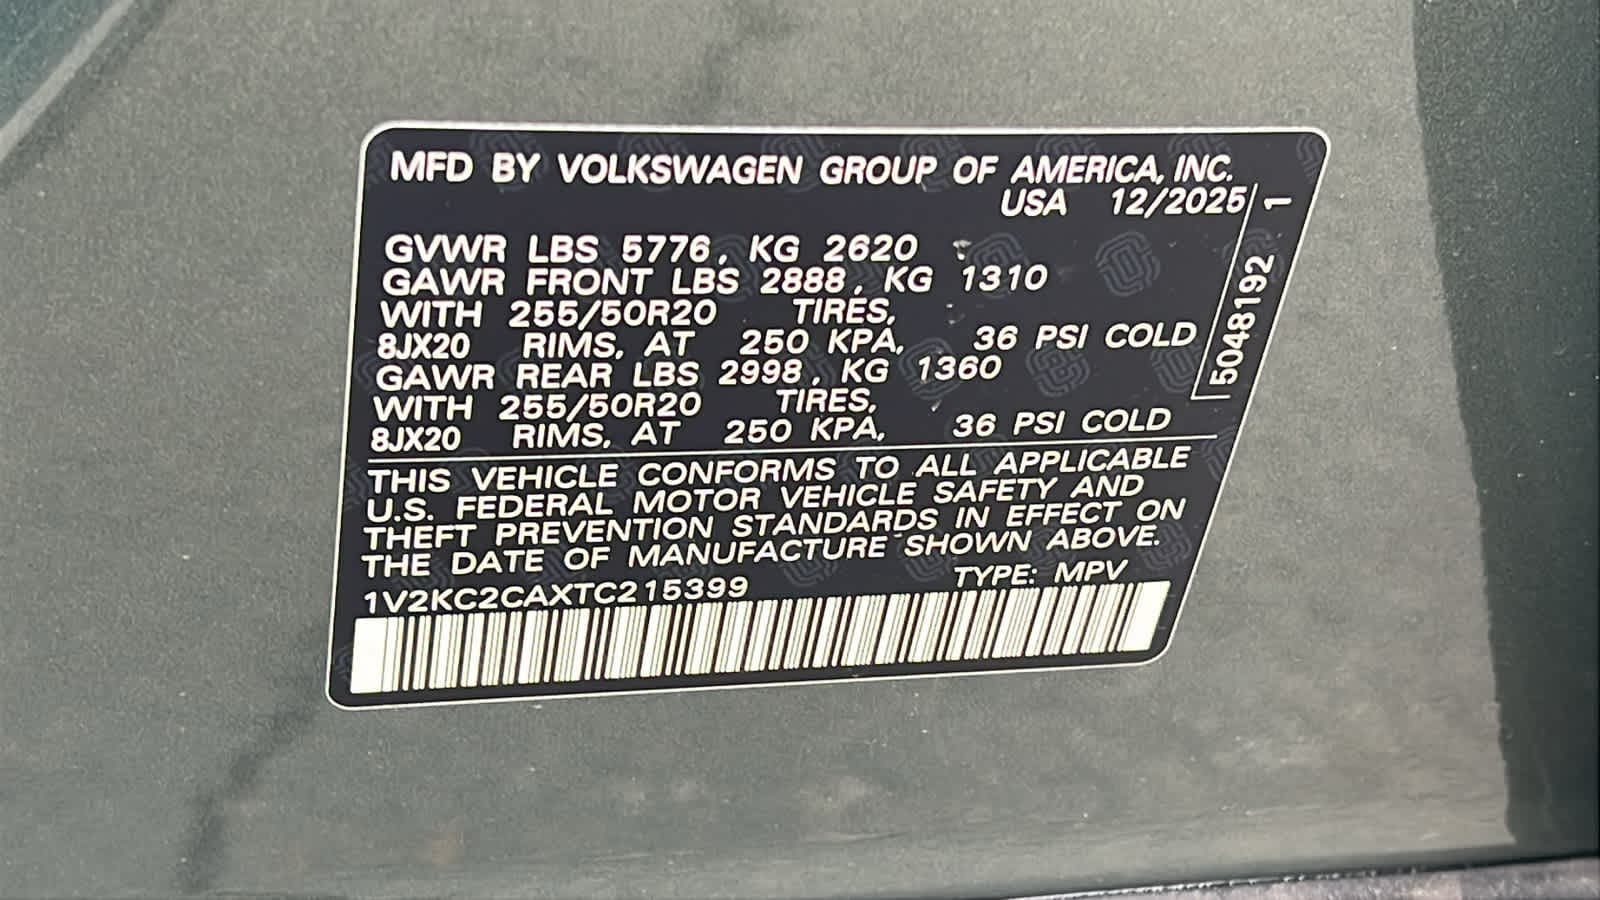 MFD BY VOLKSWAGEN GROUP OF AMERICA, INC.
USA 12/2025
GVWR LBS 5776, KG 2620
GAWR FRONT LBS 2888, KG 1310
WITH 255/50R20 TIRES,
8JX20 RIMS, AT 250 KPA, 36 PSI COLD
GAWR REAR LBS 2998, KG 1360
WITH 255/50R20 TIRES,
8JX20 RIMS, AT 250 KPA, 36 PSI COLD
5048192 1
THIS VEHICLE CONFORMS TO ALL APPLICABLE
U.S. FEDERAL MOTOR VEHICLE SAFETY AND
THEFT PREVENTION STANDARDS IN EFFECT ON
THE DATE OF MANUFACTURE SHOWN ABOVE.
1V2KC2CAXTC215399 TYPE: MPV